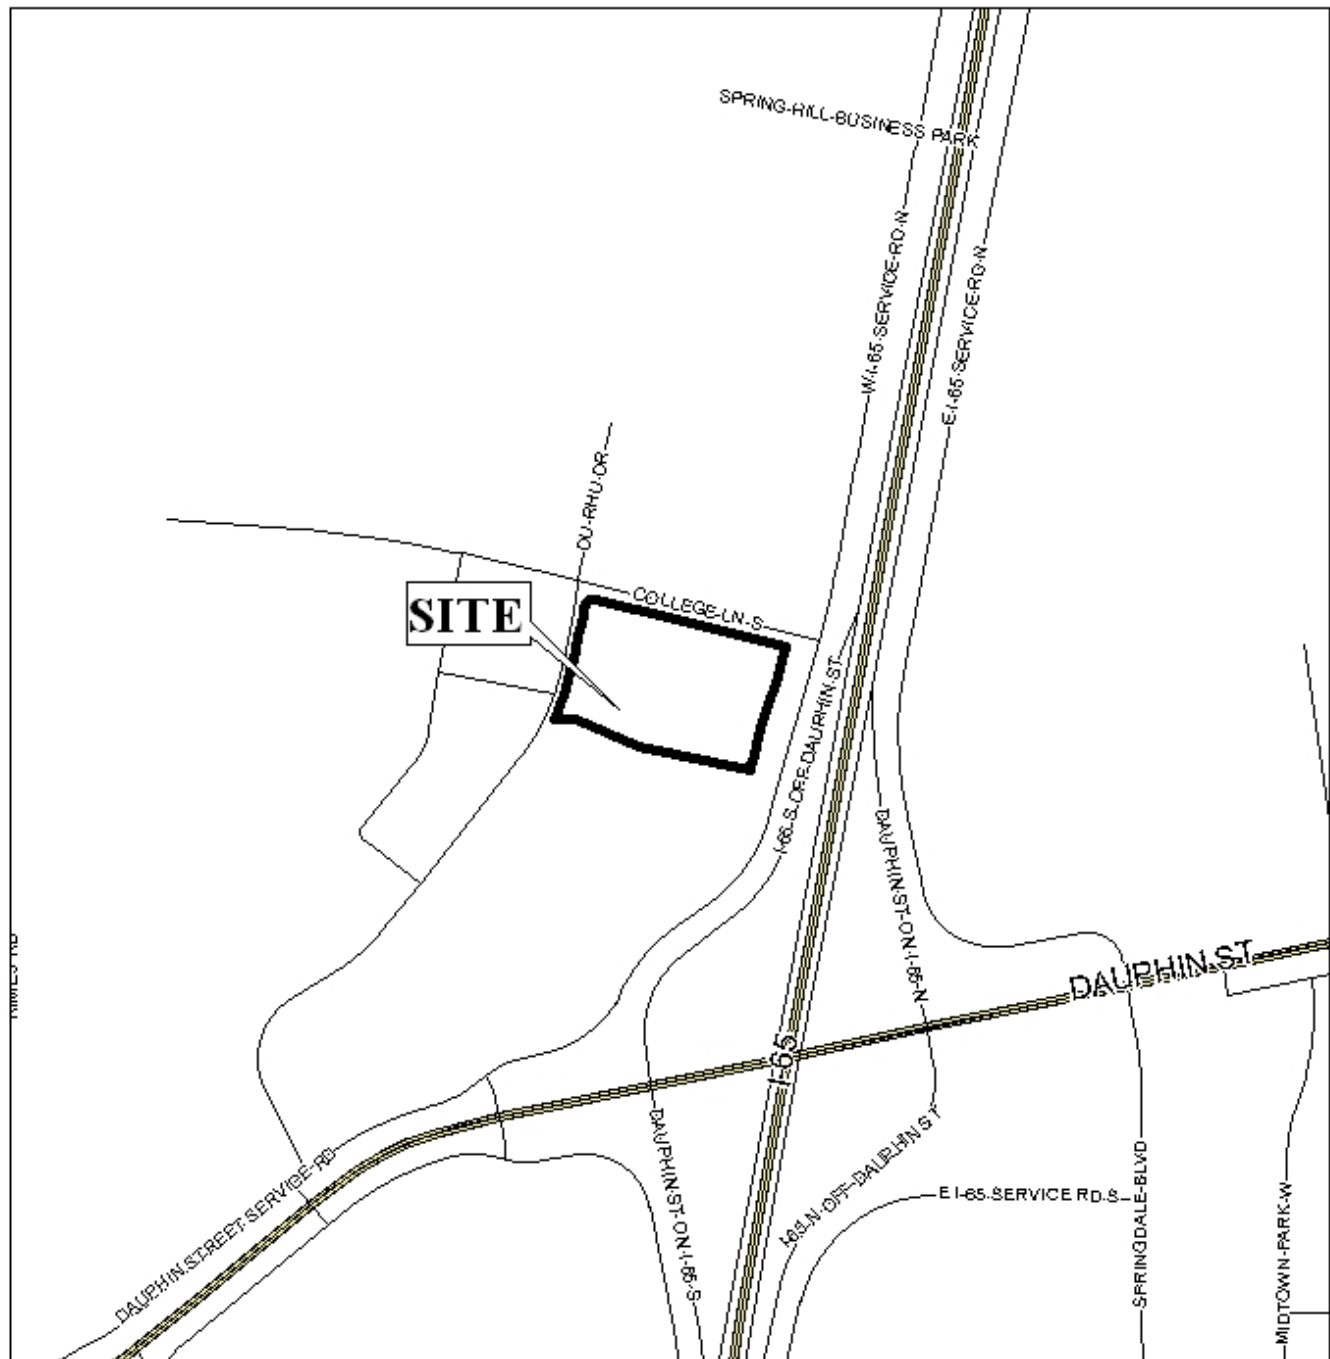 SPRING-HILL-BUSINESS PARK
W-I-65-SERVICE-RD-N
E-I-65-SERVICE-RD-N
DU-RHU-DR
SITE
COLLEGE-LN-S
I-65-S-OFF-DAUPHIN-ST
DAUPHIN-ST-ON-I-65-N
DAUPHIN-ST
I-65
DAUPHIN-ST-ON-I-65-S
I-65-N-OFF-DAUPHIN-ST
DAUPHIN-STREET-SERVICE-RD
E I-65-SERVICE RD-S
SPRINGDALE-BLVD
MIDTOWN-PARK-W